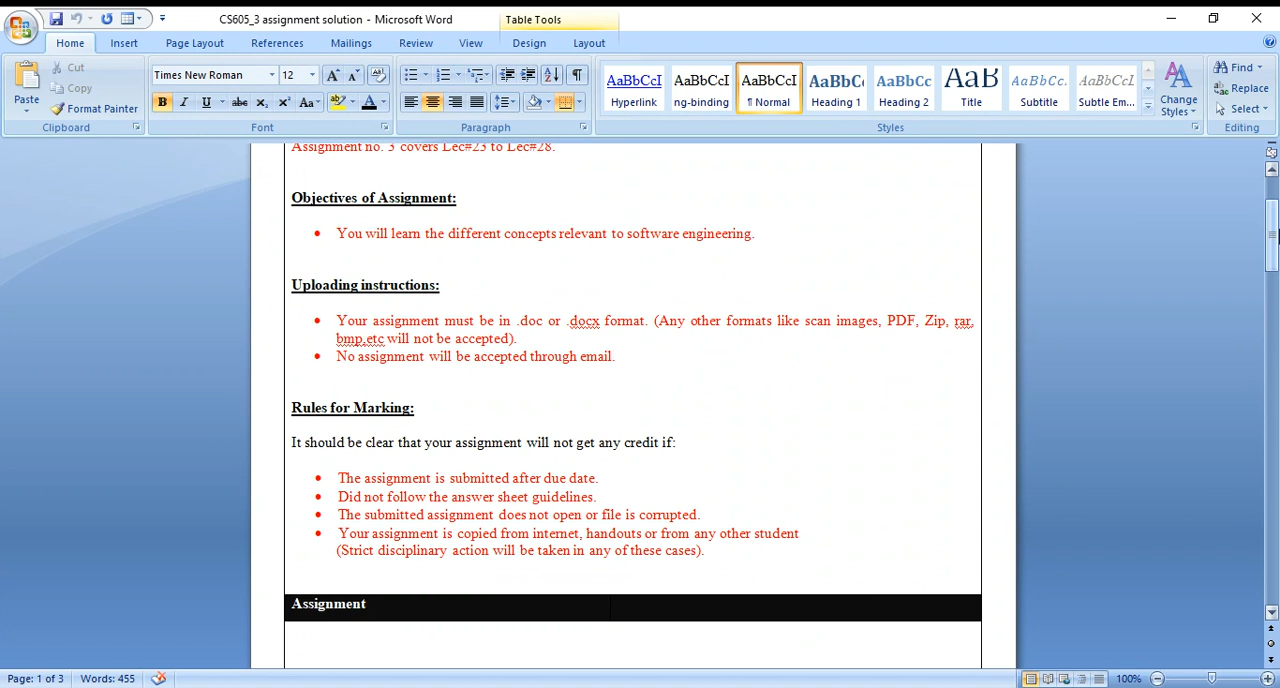 CS605_3 assignment solution - Microsoft Word
Table Tools
Home Insert Page Layout References Mailings Review View Design Layout
Paste
Cut
Copy
Format Painter
Clipboard
Times New Roman 12
B I U abc X₂ X² Aa
Font
Paragraph
AaBbCcI AaBbCcI AaBbCcI AaBbC AaBbCc AaB AaBbCc. AaBbCcI
Hyperlink ng-binding ¶ Normal Heading 1 Heading 2 Title Subtitle Subtle Em...
Change Styles
Styles
Find
Replace
Select
Editing
Assignment no. 3 covers Lec#23 to Lec#28.
Objectives of Assignment:
• You will learn the different concepts relevant to software engineering.
Uploading instructions:
• Your assignment must be in .doc or .docx format. (Any other formats like scan images, PDF, Zip, rar,
bmp,etc will not be accepted).
• No assignment will be accepted through email.
Rules for Marking:
It should be clear that your assignment will not get any credit if:
• The assignment is submitted after due date.
• Did not follow the answer sheet guidelines.
• The submitted assignment does not open or file is corrupted.
• Your assignment is copied from internet, handouts or from any other student
(Strict disciplinary action will be taken in any of these cases).
Assignment
Page: 1 of 3 Words: 455 100%